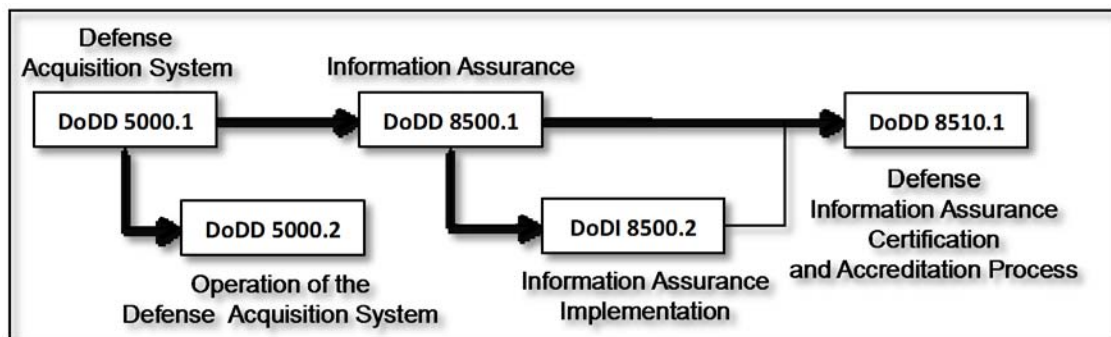 Defense
Acquisition System
Information Assurance
DoDD 5000.1
DoDD 8500.1
DoDD 8510.1
DoDD 5000.2
DoDI 8500.2
Defense
Information Assurance
Certification
and Accreditation Process
Operation of the
Defense Acquisition System
Information Assurance
Implementation